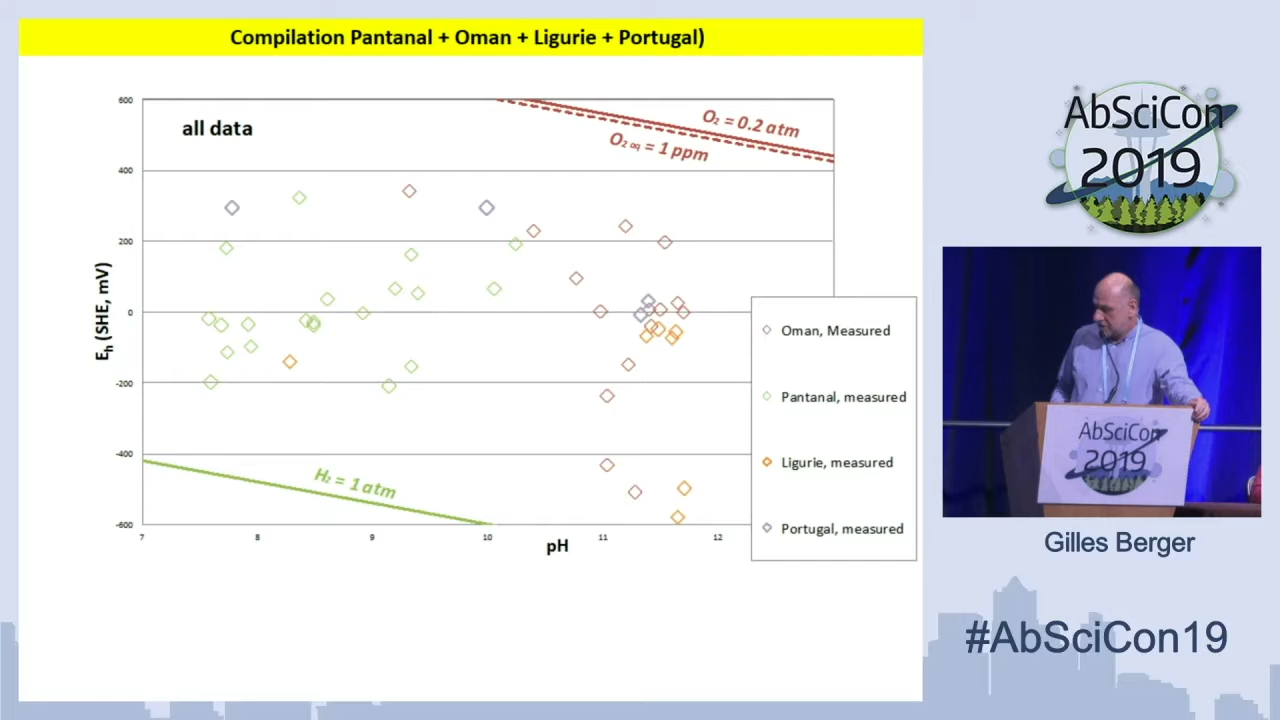 Compilation Pantanal + Oman + Ligurie + Portugal)
all data
O₂ = 0.2 atm
O₂ aq = 1 ppm
H₂ = 1 atm
Eh (SHE, mV)
600
400
200
0
-200
-400
-600
7
8
9
10
11
12
pH
Oman, Measured
Pantanal, measured
Ligurie, measured
Portugal, measured
AbSciCon
2019
AbSciCon
2019
Gilles Berger
#AbSciCon19